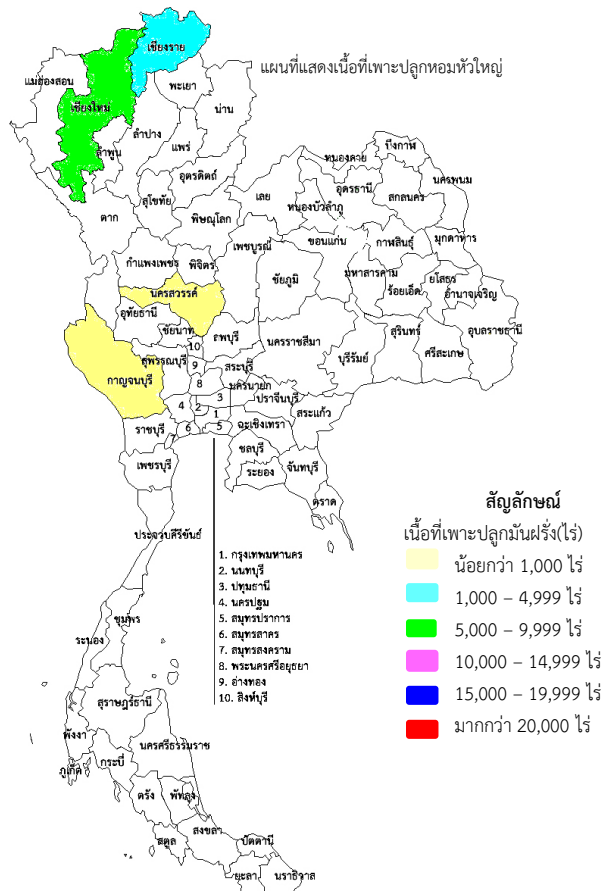 แผนที่แสดงเนื้อที่เพาะปลูกหอมหัวใหญ่
เชียงราย
แม่ฮ่องสอน
พะเยา
เชียงใหม่
น่าน
ลำปาง
แพร่
ลำพูน
อุตรดิตถ์
สุโขทัย
ตาก
พิษณุโลก
บึงกาฬ
หนองคาย
นครพนม
อุดรธานี
สกลนคร
เลย
หนองบัวลำภู
เพชรบูรณ์
ขอนแก่น
กาฬสินธุ์
มุกดาหาร
กำแพงเพชร
พิจิตร
ชัยภูมิ
มหาสารคาม
ร้อยเอ็ด
ยโสธร
อำนาจเจริญ
นครสวรรค์
อุทัยธานี
ชัยนาท
ลพบุรี
นครราชสีมา
บุรีรัมย์
สุรินทร์
ศรีสะเกษ
อุบลราชธานี
10
สุพรรณบุรี
9
สระบุรี
กาญจนบุรี
8
นครนายก
3
ปราจีนบุรี
4
2
1
สระแก้ว
ราชบุรี
7
6
5
ฉะเชิงเทรา
ชลบุรี
เพชรบุรี
ระยอง
จันทบุรี
ตราด
ประจวบคีรีขันธ์
1. กรุงเทพมหานคร
2. นนทบุรี
3. ปทุมธานี
4. นครปฐม
5. สมุทรปราการ
6. สมุทรสาคร
7. สมุทรสงคราม
8. พระนครศรีอยุธยา
9. อ่างทอง
10. สิงห์บุรี
สัญลักษณ์
เนื้อที่เพาะปลูกมันฝรั่ง(ไร่)
น้อยกว่า 1,000 ไร่
1,000 – 4,999 ไร่
5,000 – 9,999 ไร่
10,000 – 14,999 ไร่
15,000 – 19,999 ไร่
มากกว่า 20,000 ไร่
ชุมพร
ระนอง
สุราษฎร์ธานี
พังงา
นครศรีธรรมราช
ภูเก็ต
กระบี่
ตรัง
พัทลุง
สงขลา
สตูล
ปัตตานี
ยะลา
นราธิวาส